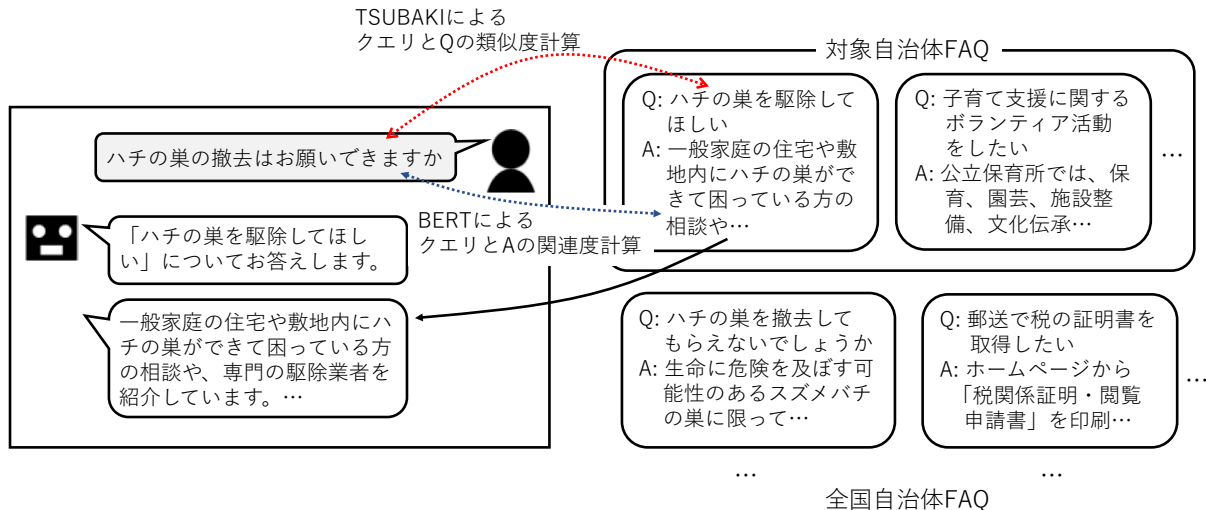 TSUBAKIによる
クエリとQの類似度計算
対象自治体FAQ
ハチの巣の撤去はお願いできますか
BERTによる
クエリとAの関連度計算
「ハチの巣を駆除してほし
い」についてお答えします。
一般家庭の住宅や敷地内にハ
チの巣ができて困っている方
の相談や、専門の駆除業者を
紹介しています。…
Q: ハチの巣を駆除して
ほしい
A: 一般家庭の住宅や敷
地内にハチの巣がで
きて困っている方の
相談や…
Q: 子育て支援に関する
ボランティア活動
をしたい
A: 公立保育所では、保
育、園芸、施設整
備、文化伝承…
…
Q: ハチの巣を撤去して
もらえないでしょうか
A: 生命に危険を及ぼす可
能性のあるスズメバチ
の巣に限って…
Q: 郵送で税の証明書を
取得したい
A: ホームページから
「税関係証明・閲覧
申請書」を印刷…
…
…
…
全国自治体FAQ